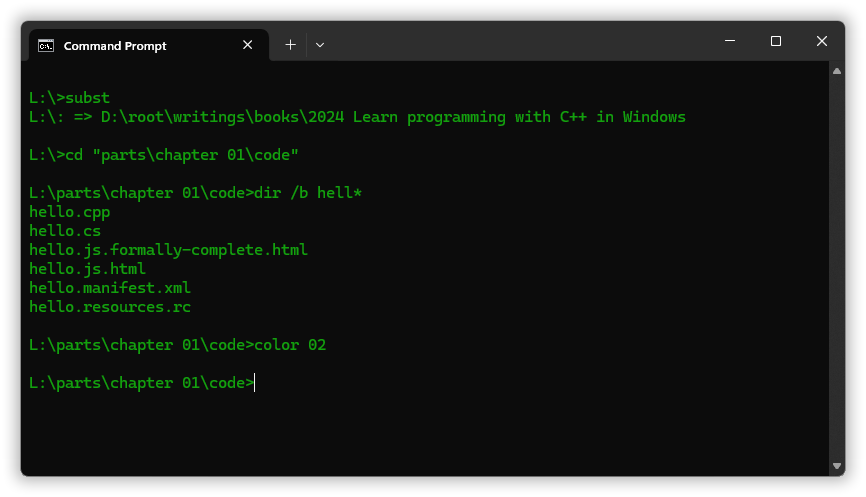 Command Prompt
L:\>subst
L:\: => D:\root\writings\books\2024 Learn programming with C++ in Windows
L:\>cd "parts\chapter 01\code"
L:\parts\chapter 01\code>dir /b hell*
hello.cpp
hello.cs
hello.js.formally-complete.html
hello.js.html
hello.manifest.xml
hello.resources.rc
L:\parts\chapter 01\code>color 02
L:\parts\chapter 01\code>